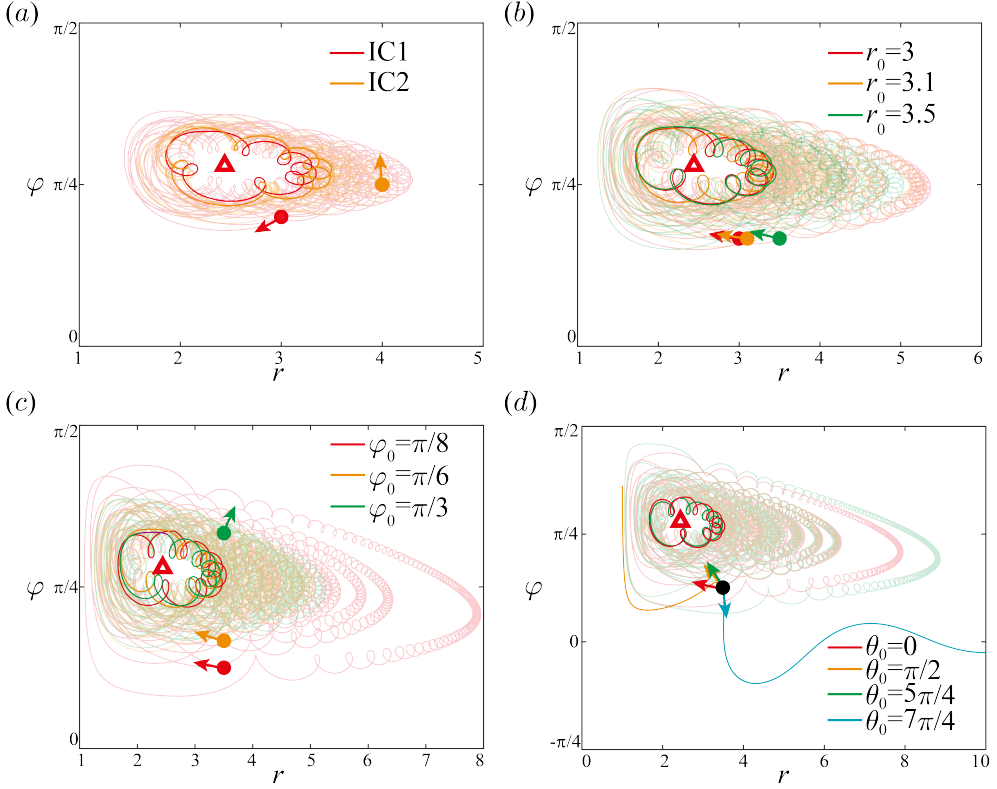 (a)
π/2
IC1
IC2
φ
π/4
0
1
2
3
4
5
r
(b)
π/2
r₀=3
r₀=3.1
r₀=3.5
φ
π/4
0
1
2
3
4
5
6
r
(c)
π/2
φ₀=π/8
φ₀=π/6
φ₀=π/3
φ
π/4
0
1
2
3
4
5
6
7
8
r
(d)
π/2
φ
π/4
0
θ₀=0
θ₀=π/2
θ₀=5π/4
θ₀=7π/4
-π/4
0
2
4
6
8
10
r